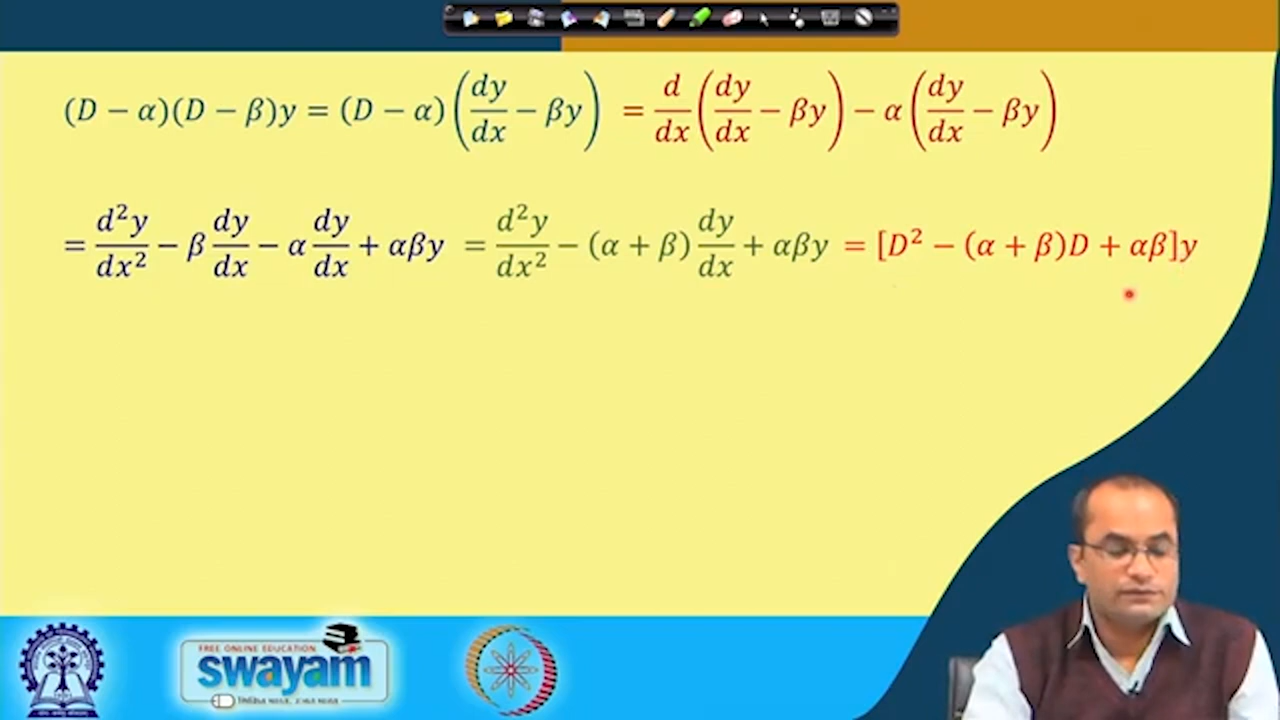 (D − α)(D − β)y = (D − α)(dy/dx − βy) = d/dx(dy/dx − βy) − α(dy/dx − βy)
= d²y/dx² − β dy/dx − α dy/dx + αβy = d²y/dx² − (α + β) dy/dx + αβy = [D² − (α + β)D + αβ]y
FREE ONLINE EDUCATION
swayam